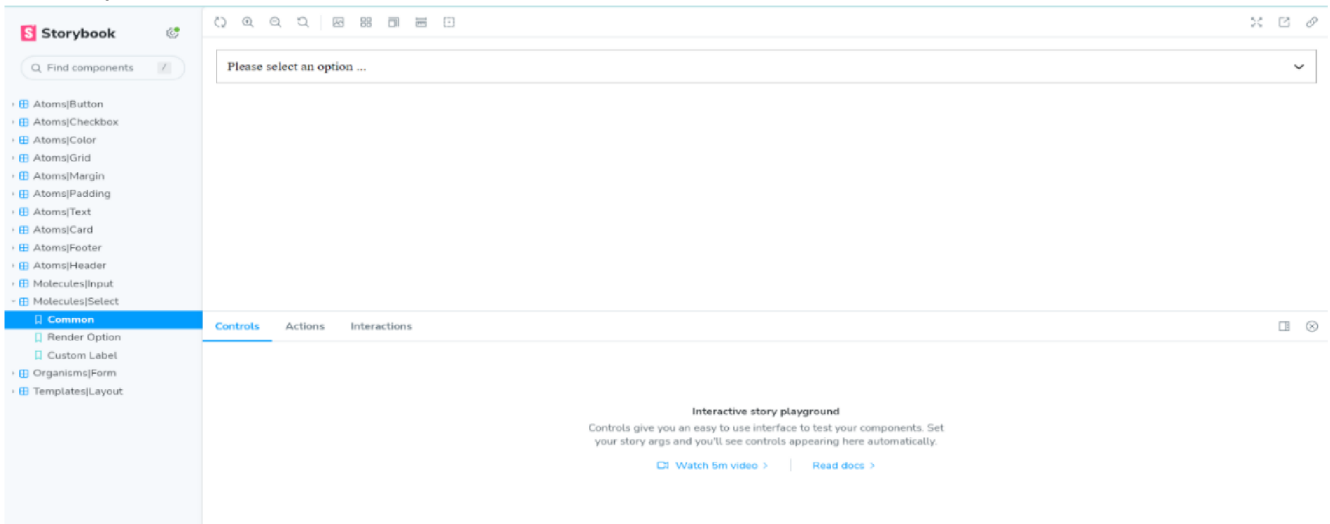 Storybook
Find components /
Atoms|Button
Atoms|Checkbox
Atoms|Color
Atoms|Grid
Atoms|Margin
Atoms|Padding
Atoms|Text
Atoms|Card
Atoms|Footer
Atoms|Header
Molecules|Input
Molecules|Select
Common
Render Option
Custom Label
Organisms|Form
Templates|Layout
Please select an option ...
Controls Actions Interactions
Interactive story playground
Controls give you an easy to use interface to test your components. Set
your story args and you'll see controls appearing here automatically.
Watch 5m video > Read docs >